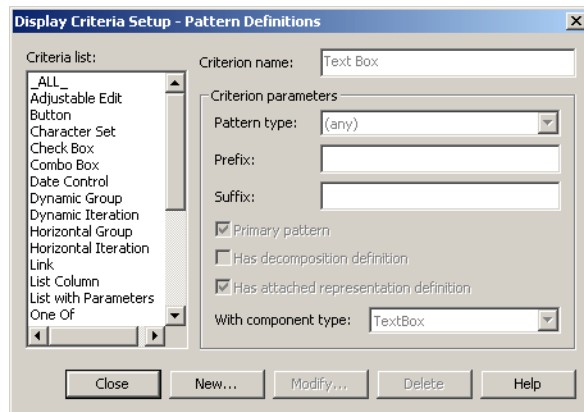 Display Criteria Setup - Pattern Definitions
Criteria list:
_ALL_
Adjustable Edit
Button
Character Set
Check Box
Combo Box
Date Control
Dynamic Group
Dynamic Iteration
Horizontal Group
Horizontal Iteration
Link
List Column
List with Parameters
One Of
Criterion name: Text Box
Criterion parameters
Pattern type: (any)
Prefix:
Suffix:
Primary pattern
Has decomposition definition
Has attached representation definition
With component type: TextBox
Close New... Modify... Delete Help